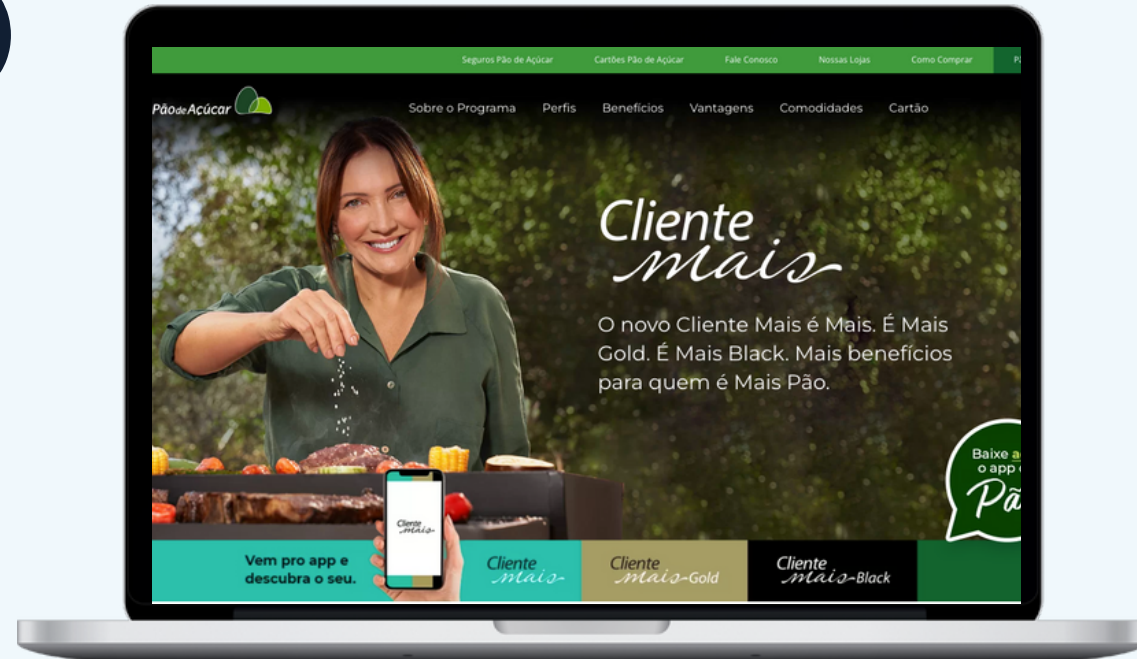 Seguros Pão de Açúcar Cartões Pão de Açúcar Fale Conosco Nossas Lojas Como Comprar
Pão de Açúcar
Sobre o Programa Perfis Benefícios Vantagens Comodidades Cartão
Cliente
mais
O novo Cliente Mais é Mais. É Mais
Gold. É Mais Black. Mais benefícios
para quem é Mais Pão.
Baixe
o app
Vem pro app e
descubra o seu.
Cliente
mais
Cliente
mais
Cliente
mais Gold
Cliente
mais Black